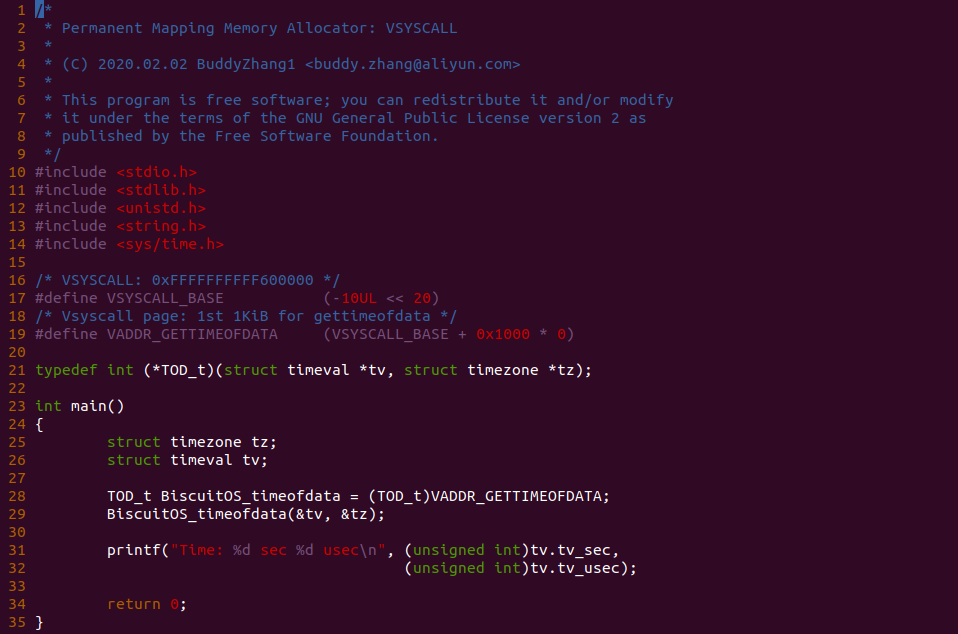 1 /*
2  * Permanent Mapping Memory Allocator: VSYSCALL
3  *
4  * (C) 2020.02.02 BuddyZhang1 <buddy.zhang@aliyun.com>
5  *
6  * This program is free software; you can redistribute it and/or modify
7  * it under the terms of the GNU General Public License version 2 as
8  * published by the Free Software Foundation.
9  */
10 #include <stdio.h>
11 #include <stdlib.h>
12 #include <unistd.h>
13 #include <string.h>
14 #include <sys/time.h>
15
16 /* VSYSCALL: 0xFFFFFFFFFF600000 */
17 #define VSYSCALL_BASE           (-10UL << 20)
18 /* Vsyscall page: 1st 1KiB for gettimeofdata */
19 #define VADDR_GETTIMEOFDATA     (VSYSCALL_BASE + 0x1000 * 0)
20
21 typedef int (*TOD_t)(struct timeval *tv, struct timezone *tz);
22
23 int main()
24 {
25         struct timezone tz;
26         struct timeval tv;
27
28         TOD_t BiscuitOS_timeofdata = (TOD_t)VADDR_GETTIMEOFDATA;
29         BiscuitOS_timeofdata(&tv, &tz);
30
31         printf("Time: %d sec %d usec\n", (unsigned int)tv.tv_sec,
32                                          (unsigned int)tv.tv_usec);
33
34         return 0;
35 }